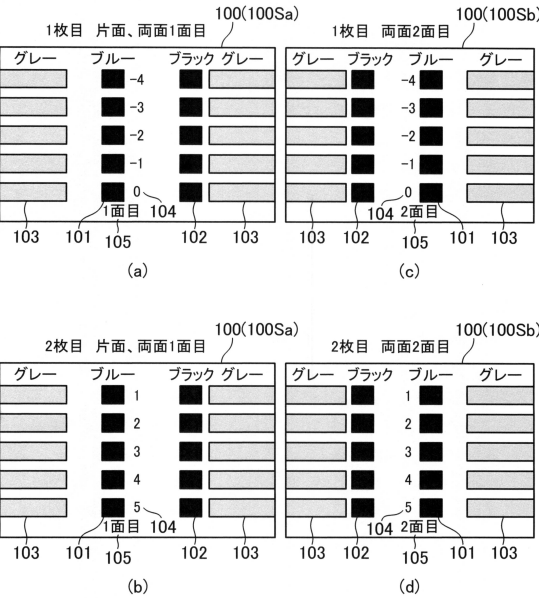 100(100Sa)
1枚目 片面、両面1面目
グレー ブルー ブラック グレー
-4
-3
-2
-1
0
1面目 104
103 101 105 102 103
(a)
100(100Sb)
1枚目 両面2面目
グレー ブラック ブルー グレー
-4
-3
-2
-1
0
104 2面目
103 102 105 101 103
(c)
100(100Sa)
2枚目 片面、両面1面目
グレー ブルー ブラック グレー
1
2
3
4
5
1面目 104
103 101 105 102 103
(b)
100(100Sb)
2枚目 両面2面目
グレー ブラック ブルー グレー
1
2
3
4
5
104 2面目
103 102 105 101 103
(d)